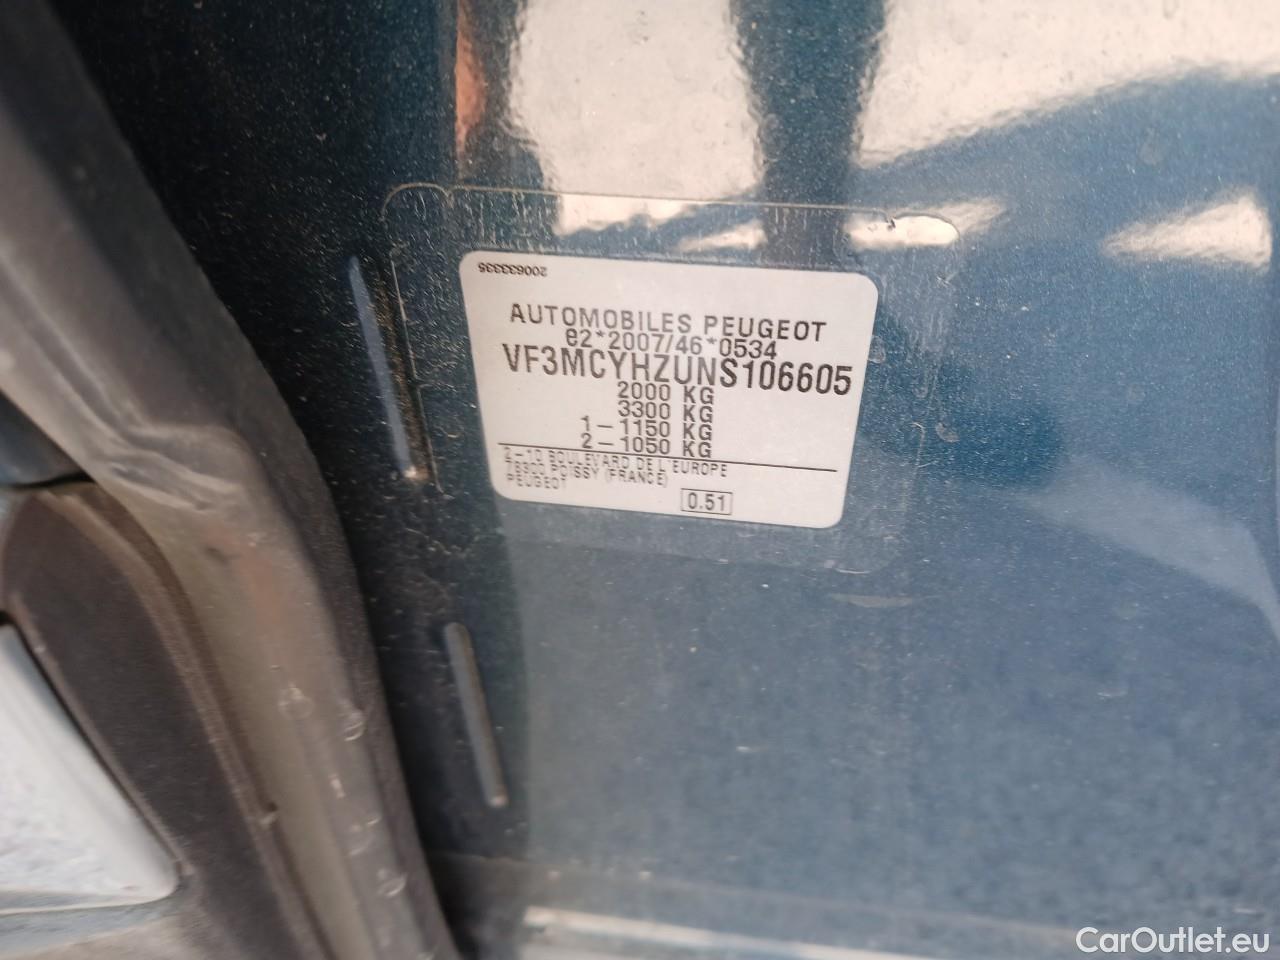 200633335
AUTOMOBILES PEUGEOT
e2*2007/46*0534
VF3MCYHZUNS106605
2000 KG
3300 KG
1-1150 KG
2-1050 KG
2-10 BOULEVARD DE L'EUROPE
78300 POISSY (FRANCE)
PEUGEOT
0.51
CarOutlet.eu